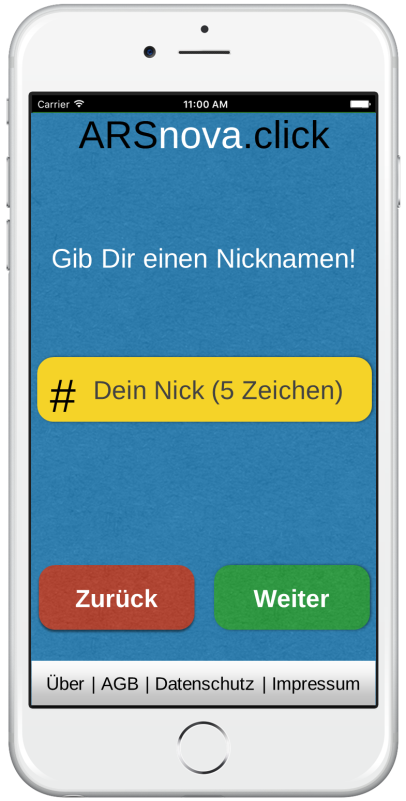 Carrier 11:00 AM
ARSnova.click
Gib Dir einen Nicknamen!
# Dein Nick (5 Zeichen)
Zurück Weiter
Über | AGB | Datenschutz | Impressum